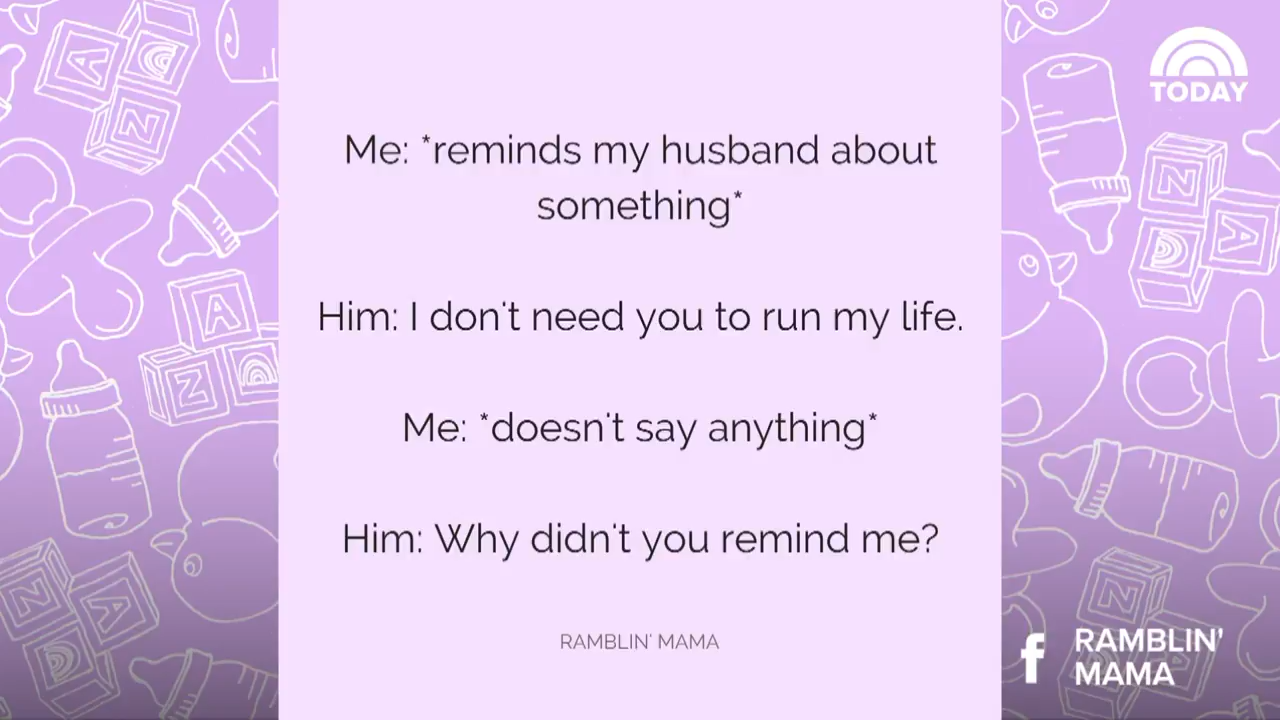 TODAY
Me: *reminds my husband about
something*
Him: I don't need you to run my life.
Me: *doesn't say anything*
Him: Why didn't you remind me?
RAMBLIN' MAMA
f RAMBLIN'
MAMA
A
Z
A
Z
Z
A
Z
A
Z